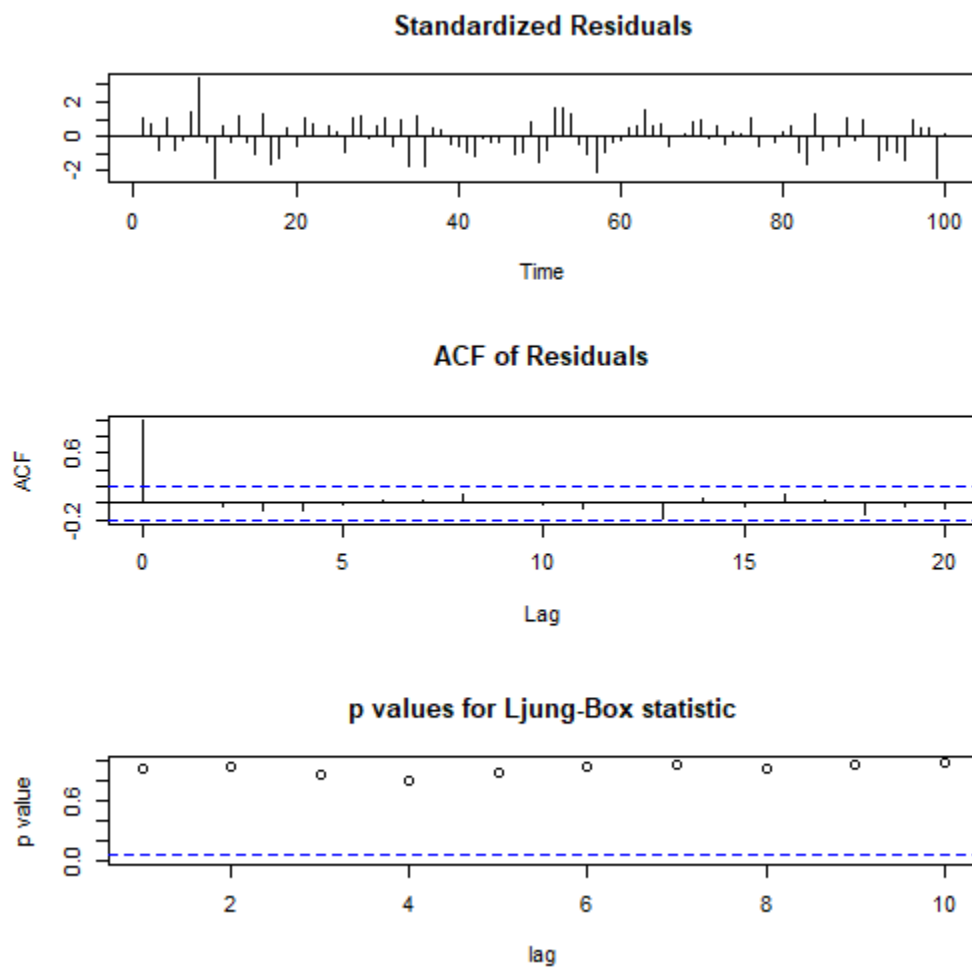 Standardized Residuals
2
0
-2
0 20 40 60 80 100
Time
ACF of Residuals
ACF
0.6
-0.2
0 5 10 15 20
Lag
p values for Ljung-Box statistic
p value
0.6
0.0
2 4 6 8 10
lag